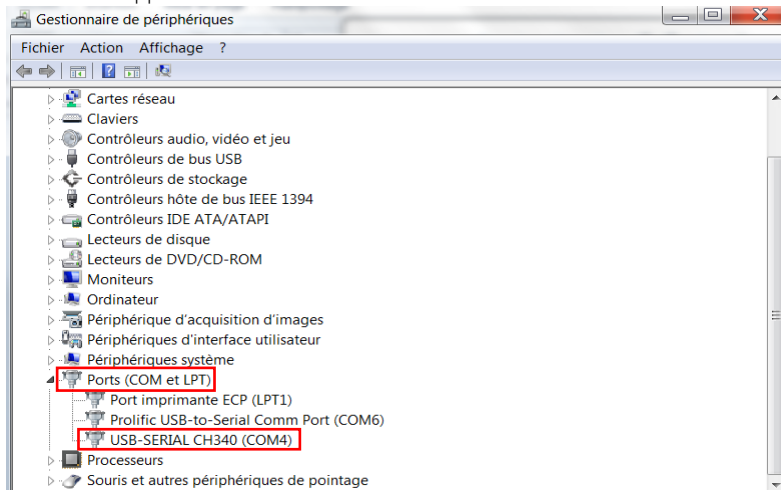 Gestionnaire de périphériques
Fichier Action Affichage ?
Cartes réseau
Claviers
Contrôleurs audio, vidéo et jeu
Contrôleurs de bus USB
Contrôleurs de stockage
Contrôleurs hôte de bus IEEE 1394
Contrôleurs IDE ATA/ATAPI
Lecteurs de disque
Lecteurs de DVD/CD-ROM
Moniteurs
Ordinateur
Périphérique d'acquisition d'images
Périphériques d'interface utilisateur
Périphériques système
Ports (COM et LPT)
Port imprimante ECP (LPT1)
Prolific USB-to-Serial Comm Port (COM6)
USB-SERIAL CH340 (COM4)
Processeurs
Souris et autres périphériques de pointage